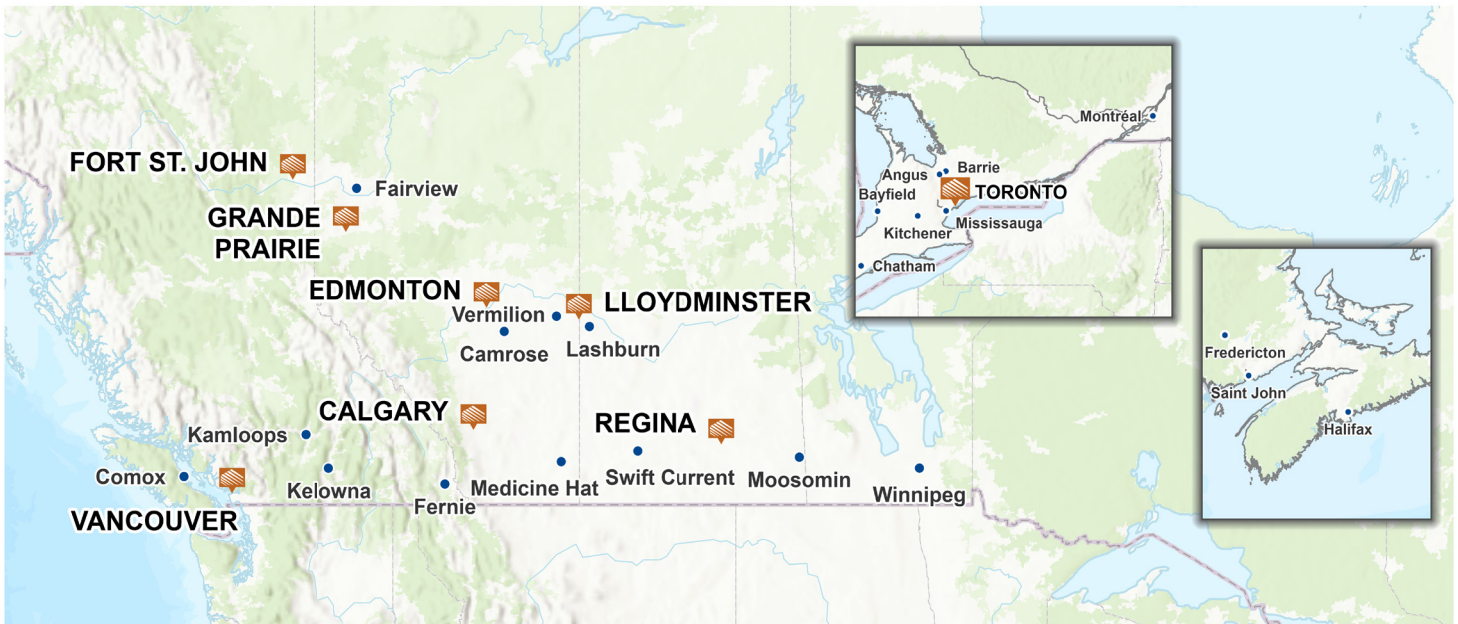 FORT ST. JOHN
Fairview
GRANDE
PRAIRIE
EDMONTON
LLOYDMINSTER
Vermilion
Camrose
Lashburn
CALGARY
REGINA
Kamloops
Comox
Kelowna
Fernie
Medicine Hat
Swift Current
Moosomin
Winnipeg
VANCOUVER
Montréal
Barrie
Angus
TORONTO
Bayfield
Mississauga
Kitchener
Chatham
Fredericton
Saint John
Halifax